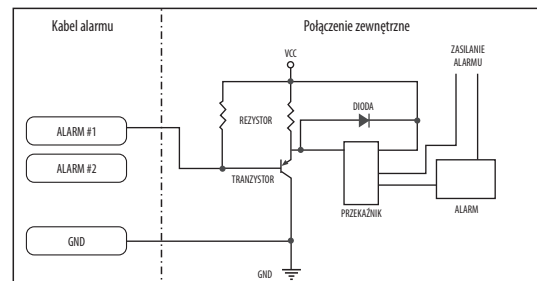 Kabel alarmu
Połączenie zewnętrzne
VCC
ZASILANIE
ALARMU
DIODA
REZYSTOR
ALARM #1
ALARM #2
TRANZYSTOR
PRZEKAŹNIK
ALARM
GND
GND